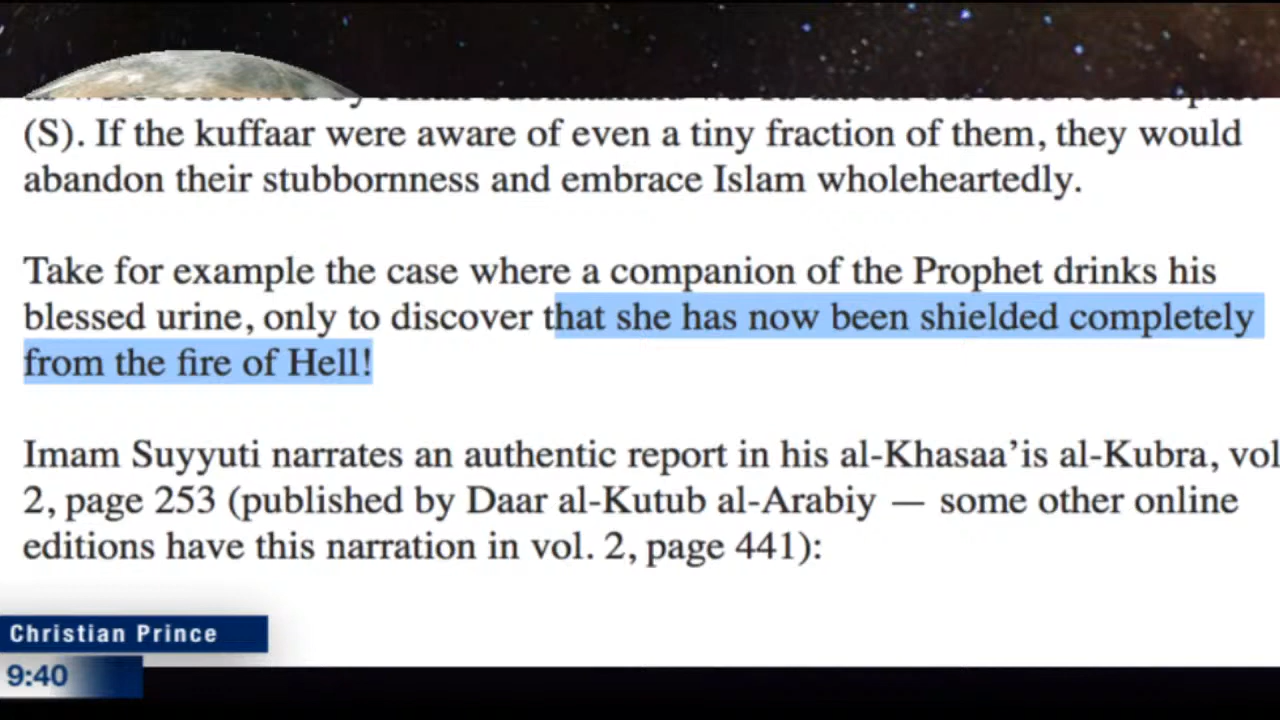 (S). If the kuffaar were aware of even a tiny fraction of them, they would
abandon their stubbornness and embrace Islam wholeheartedly.
Take for example the case where a companion of the Prophet drinks his
blessed urine, only to discover that she has now been shielded completely
from the fire of Hell!
Imam Suyyuti narrates an authentic report in his al-Khasaa'is al-Kubra, vol
2, page 253 (published by Daar al-Kutub al-Arabiy — some other online
editions have this narration in vol. 2, page 441):
Christian Prince
9:40